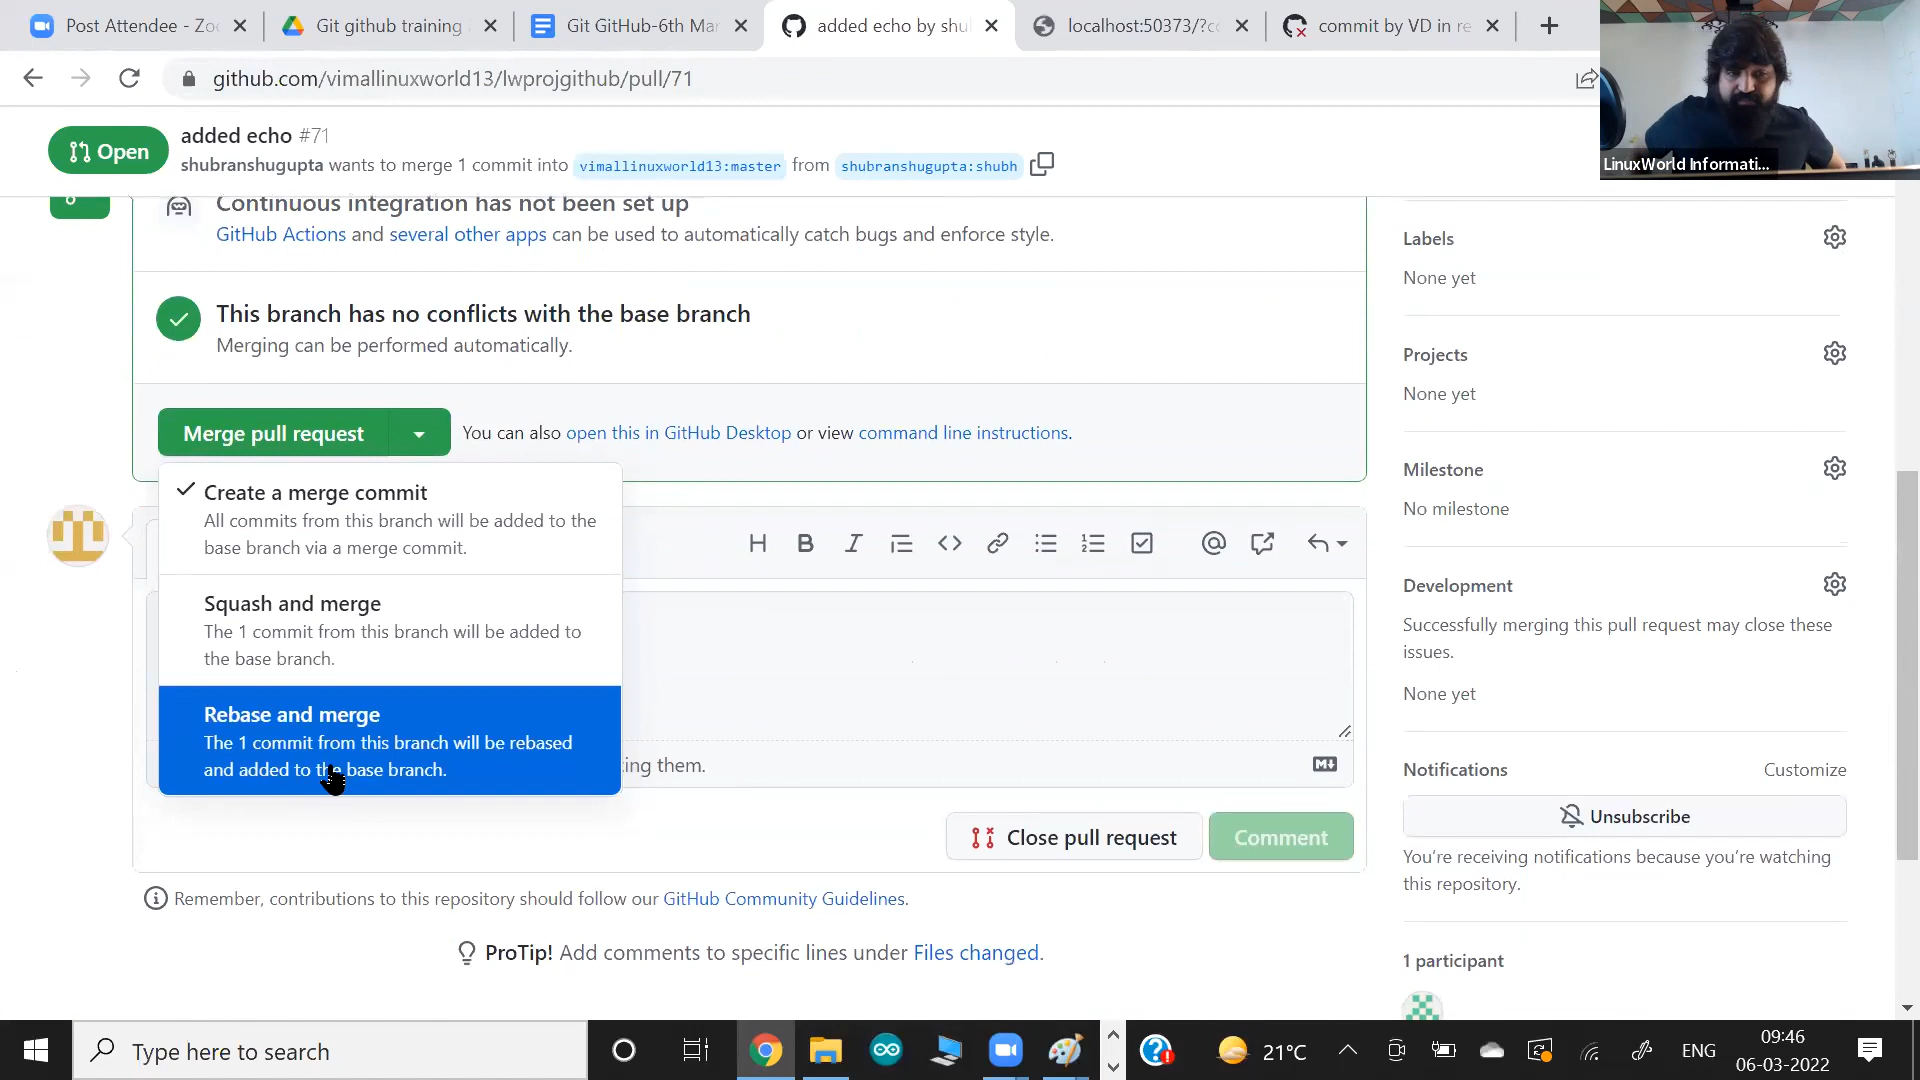 Post Attendee - Zoo
Git github training
Git GitHub-6th Mar
added echo by shul
localhost:50373/?co
commit by VD in re
github.com/vimallinuxworld13/lwprojgithub/pull/71
LinuxWorld Informati...
Open
added echo #71
shubranshugupta wants to merge 1 commit into vimallinuxworld13:master from shubranshugupta:shubh
Continuous integration has not been set up
GitHub Actions and several other apps can be used to automatically catch bugs and enforce style.
This branch has no conflicts with the base branch
Merging can be performed automatically.
Merge pull request
You can also open this in GitHub Desktop or view command line instructions.
Create a merge commit
All commits from this branch will be added to the
base branch via a merge commit.
Squash and merge
The 1 commit from this branch will be added to
the base branch.
Rebase and merge
The 1 commit from this branch will be rebased
and added to the base branch.
ing them.
Close pull request
Comment
Remember, contributions to this repository should follow our GitHub Community Guidelines.
ProTip! Add comments to specific lines under Files changed.
Labels
None yet
Projects
None yet
Milestone
No milestone
Development
Successfully merging this pull request may close these
issues.
None yet
Notifications
Customize
Unsubscribe
You're receiving notifications because you're watching
this repository.
1 participant
Type here to search
21°C
ENG
09:46
06-03-2022